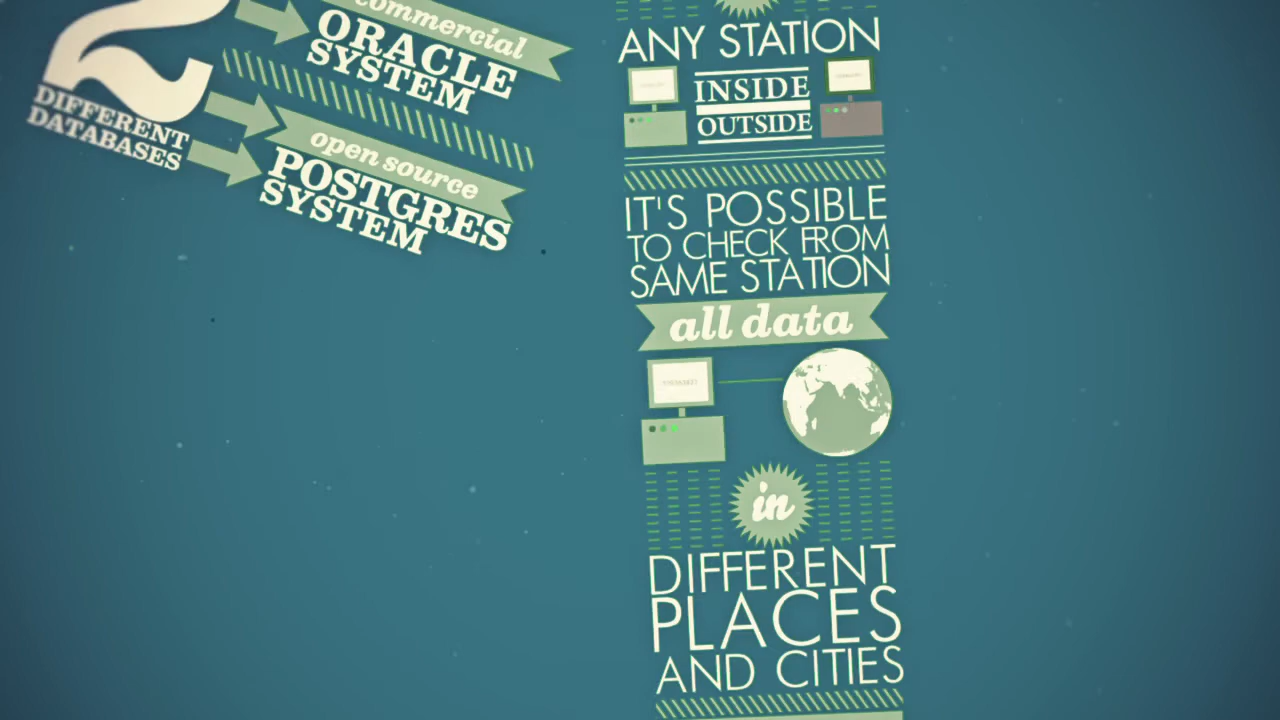 2
DIFFERENT
DATABASES
commercial
ORACLE
SYSTEM
open source
POSTGRES
SYSTEM
ANY STATION
INSIDE
OUTSIDE
IT'S POSSIBLE
TO CHECK FROM
SAME STATION
all data
in
DIFFERENT
PLACES
AND CITIES